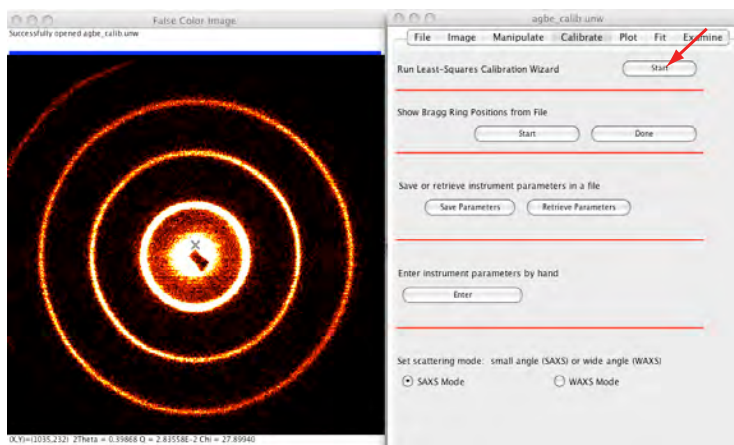 False Color Image
Successfully opened agbe_calib.unw
(X,Y)=(1035,232) 2Theta = 0.39868 Q = 2.83558E-2 Chi = 27.89940
agbe_calib.unw
File Image Manipulate Calibrate Plot Fit Examine
Run Least-Squares Calibration Wizard Start
Show Bragg Ring Positions from File
Start Done
Save or retrieve instrument parameters in a file
Save Parameters Retrieve Parameters
Enter instrument parameters by hand
Enter
Set scattering mode: small angle (SAXS) or wide angle (WAXS)
SAXS Mode WAXS Mode